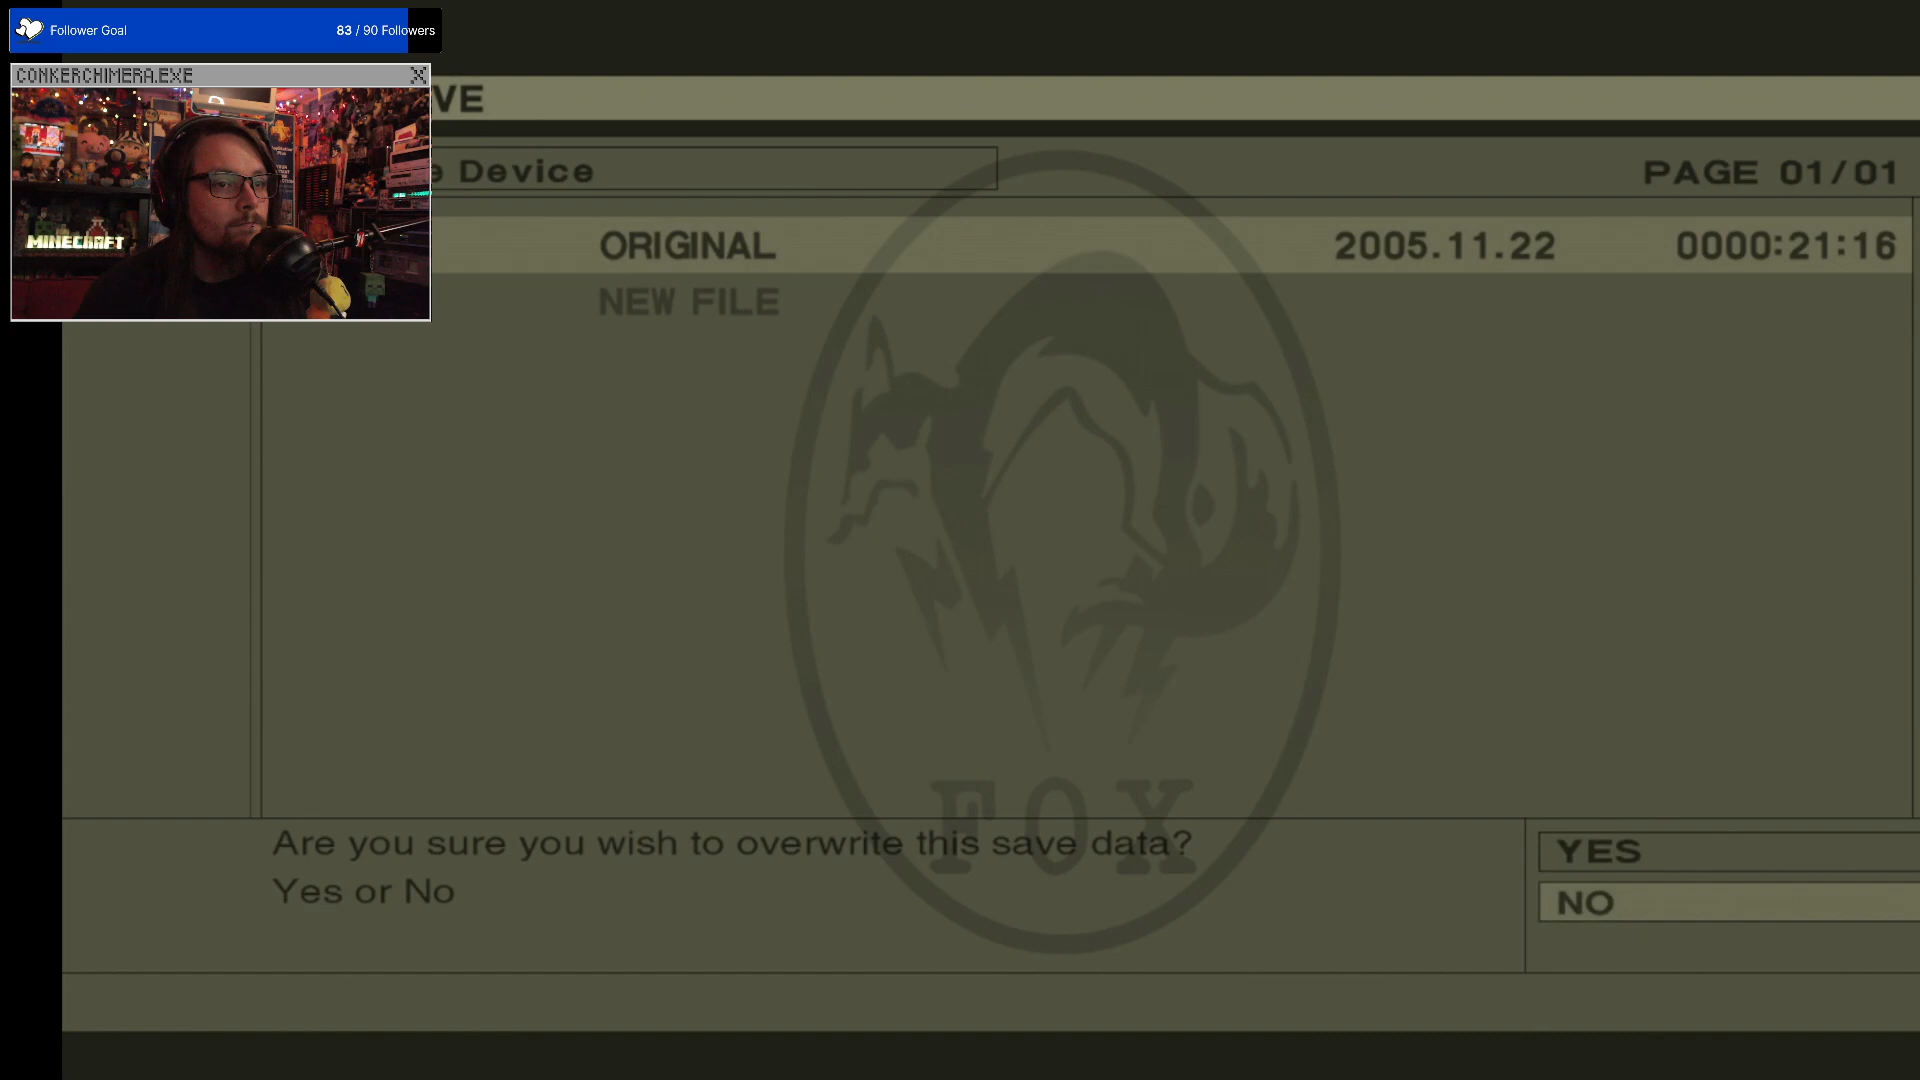 Follower Goal 83 / 90 Followers
CONKERCHIMERA.EXE X
MINECRAFT
VE
e Device
PAGE 01/01
ORIGINAL 2005.11.22 0000:21:16
NEW FILE
FOX
Are you sure you wish to overwrite this save data?
Yes or No
YES
NO